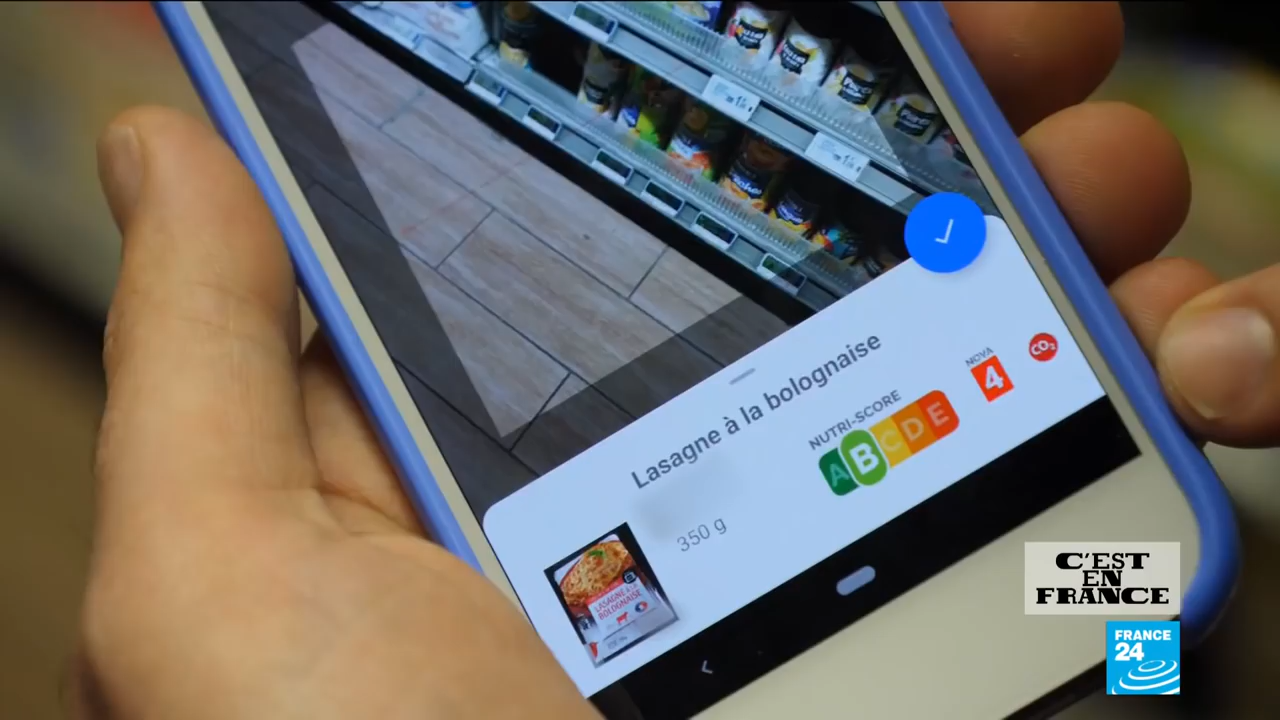 Lasagne à la bolognaise
350 g
NUTRI-SCORE
A B C D E
NOVA
4
CO₂
LASAGNE À LA
BOLOGNAISE
C'EST
EN
FRANCE
FRANCE
24